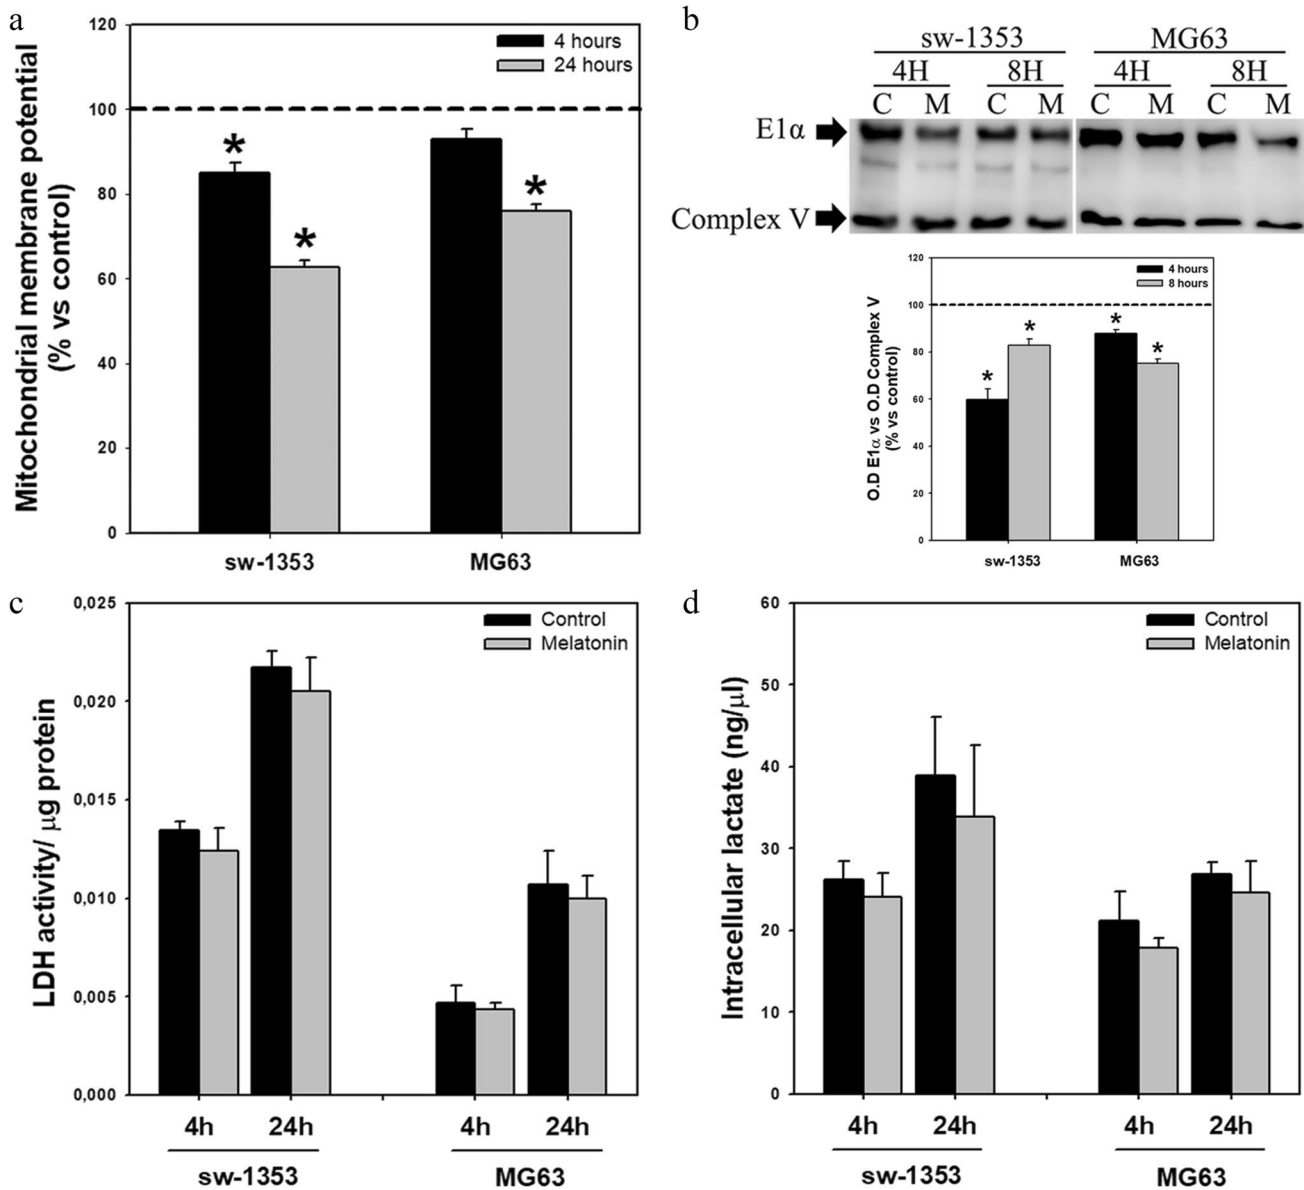 a
Mitochondrial membrane potential
(% vs control)
120
100
80
60
40
20
0
4 hours
24 hours
*
*
*
sw-1353
MG63
b
sw-1353
MG63
4H
8H
4H
8H
C
M
C
M
C
M
C
M
E1α
Complex V
O.D E1α vs O.D Complex V
(% vs control)
120
100
80
60
40
20
0
4 hours
8 hours
*
*
*
*
sw-1353
MG63
c
LDH activity/ μg protein
0,025
0,020
0,015
0,010
0,005
0,000
Control
Melatonin
4h
24h
4h
24h
sw-1353
MG63
d
Intracellular lactate (ng/μl)
60
50
40
30
20
10
0
Control
Melatonin
4h
24h
4h
24h
sw-1353
MG63